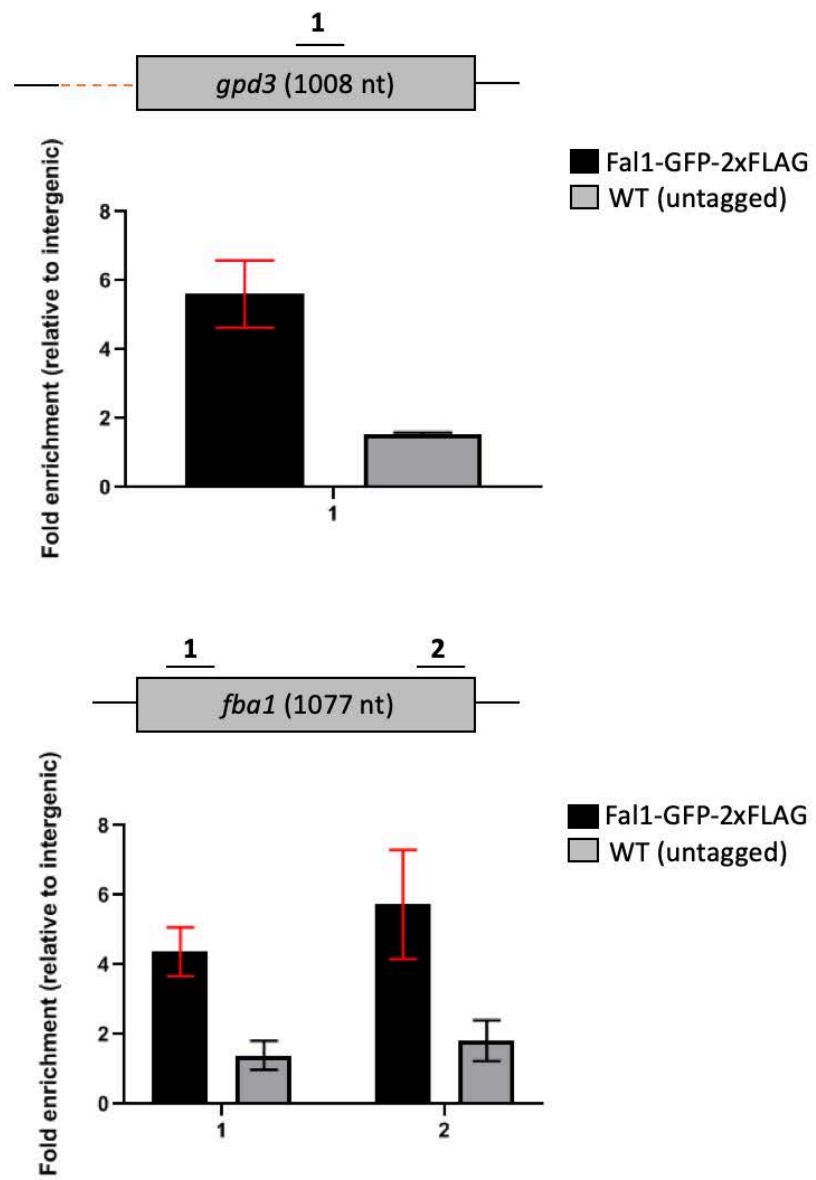 1
gpd3 (1008 nt)
Fal1-GFP-2xFLAG
WT (untagged)
Fold enrichment (relative to intergenic)
8
6
4
2
0
1
1 2
fba1 (1077 nt)
Fal1-GFP-2xFLAG
WT (untagged)
Fold enrichment (relative to intergenic)
8
6
4
2
0
1 2